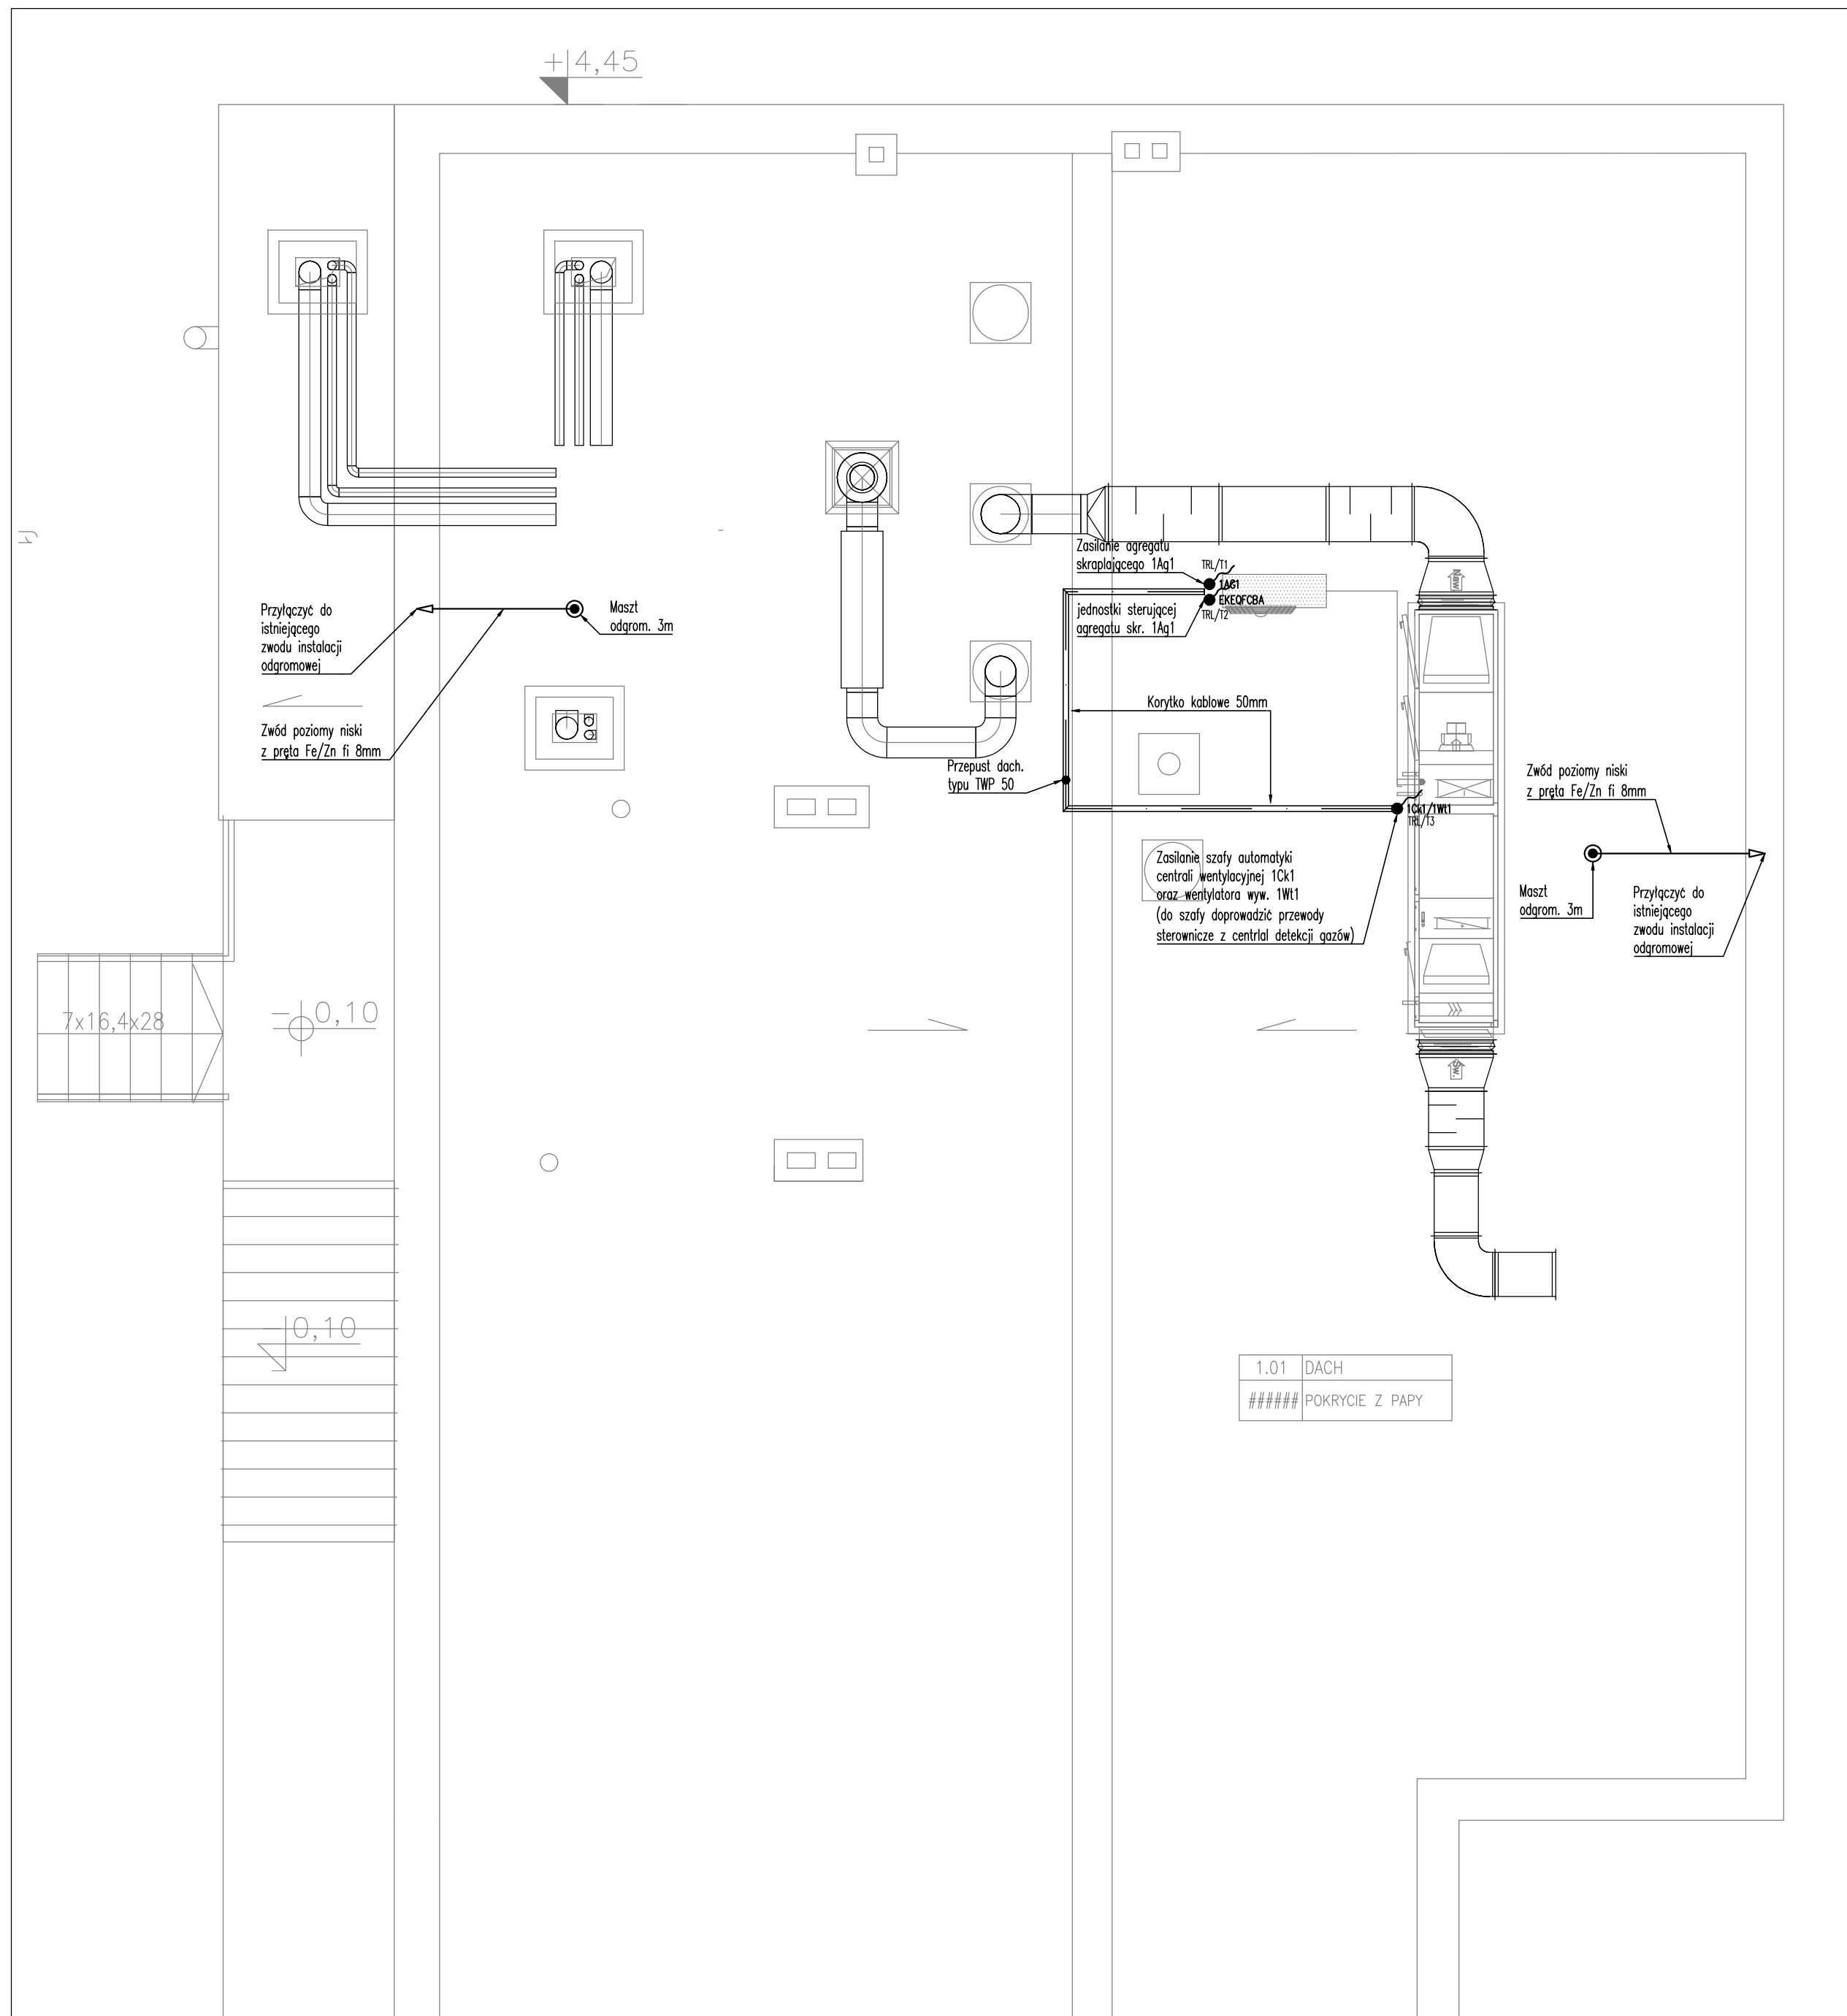 +4,45
Zasilanie agregatu
skraplającego 1Ag1
TRL/T1
1AG1
EKEQFCBA
TRL/T2
jednostki sterującej
agregatu skr. 1Ag1
Naw.
Przyłączyć do
istniejącego
zwodu instalacji
odgromowej
Maszt
odgrom. 3m
Zwód poziomy niski
z pręta Fe/Zn fi 8mm
Korytko kablowe 50mm
Przepust dach.
typu TWP 50
Zwód poziomy niski
z pręta Fe/Zn fi 8mm
1Ck1/1Wt1
TRL/T3
Zasilanie szafy automatyki
centrali wentylacyjnej 1Ck1
oraz wentylatora wyw. 1Wt1
(do szafy doprowadzić przewody
sterownicze z centrlal detekcji gazów)
Maszt
odgrom. 3m
Przyłączyć do
istniejącego
zwodu instalacji
odgromowej
7x16,4x28
-0,10
-0,10
1.01 DACH
###### POKRYCIE Z PAPY